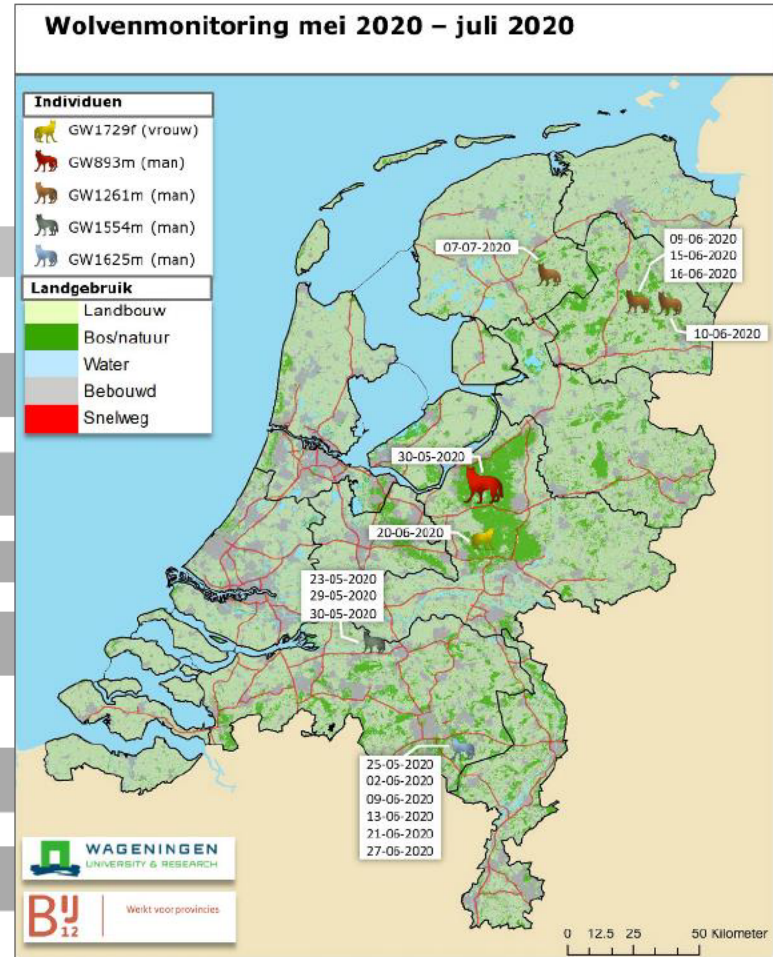 Wolvenmonitoring mei 2020 – juli 2020
Individuen
GW1729f (vrouw)
GW893m (man)
GW1261m (man)
GW1554m (man)
GW1625m (man)
Landgebruik
Landbouw
Bos/natuur
Water
Bebouwd
Snelweg
07-07-2020
09-06-2020
15-06-2020
16-06-2020
10-06-2020
30-05-2020
20-06-2020
23-05-2020
29-05-2020
30-05-2020
25-05-2020
02-06-2020
09-06-2020
13-06-2020
21-06-2020
27-06-2020
WAGENINGEN
UNIVERSITY & RESEARCH
BIJ
12
Werkt voor provincies
0 12.5 25 50 Kilometer